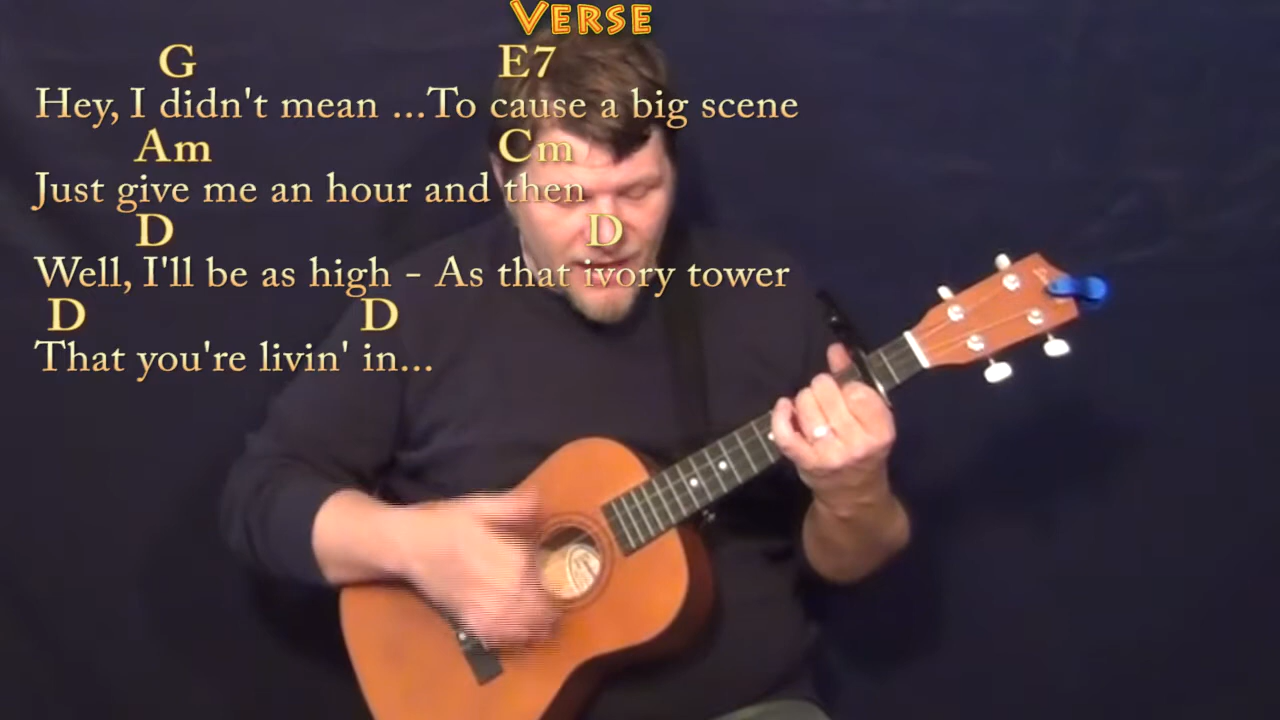 VERSE
G E7
Hey, I didn't mean ...To cause a big scene
Am Cm
Just give me an hour and then
D D
Well, I'll be as high - As that ivory tower
D D
That you're livin' in...